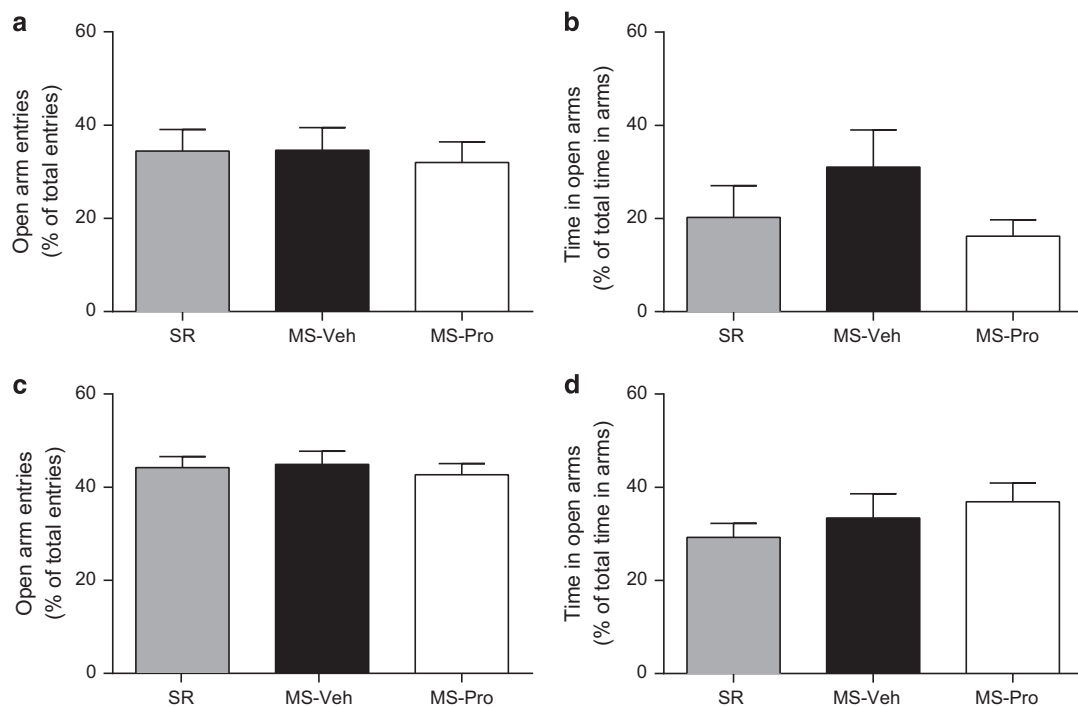 a
60
40
20
0
Open arm entries
(% of total entries)
SR
MS-Veh
MS-Pro
b
60
40
20
0
Time in open arms
(% of total time in arms)
SR
MS-Veh
MS-Pro
c
60
40
20
0
Open arm entries
(% of total entries)
SR
MS-Veh
MS-Pro
d
60
40
20
0
Time in open arms
(% of total time in arms)
SR
MS-Veh
MS-Pro